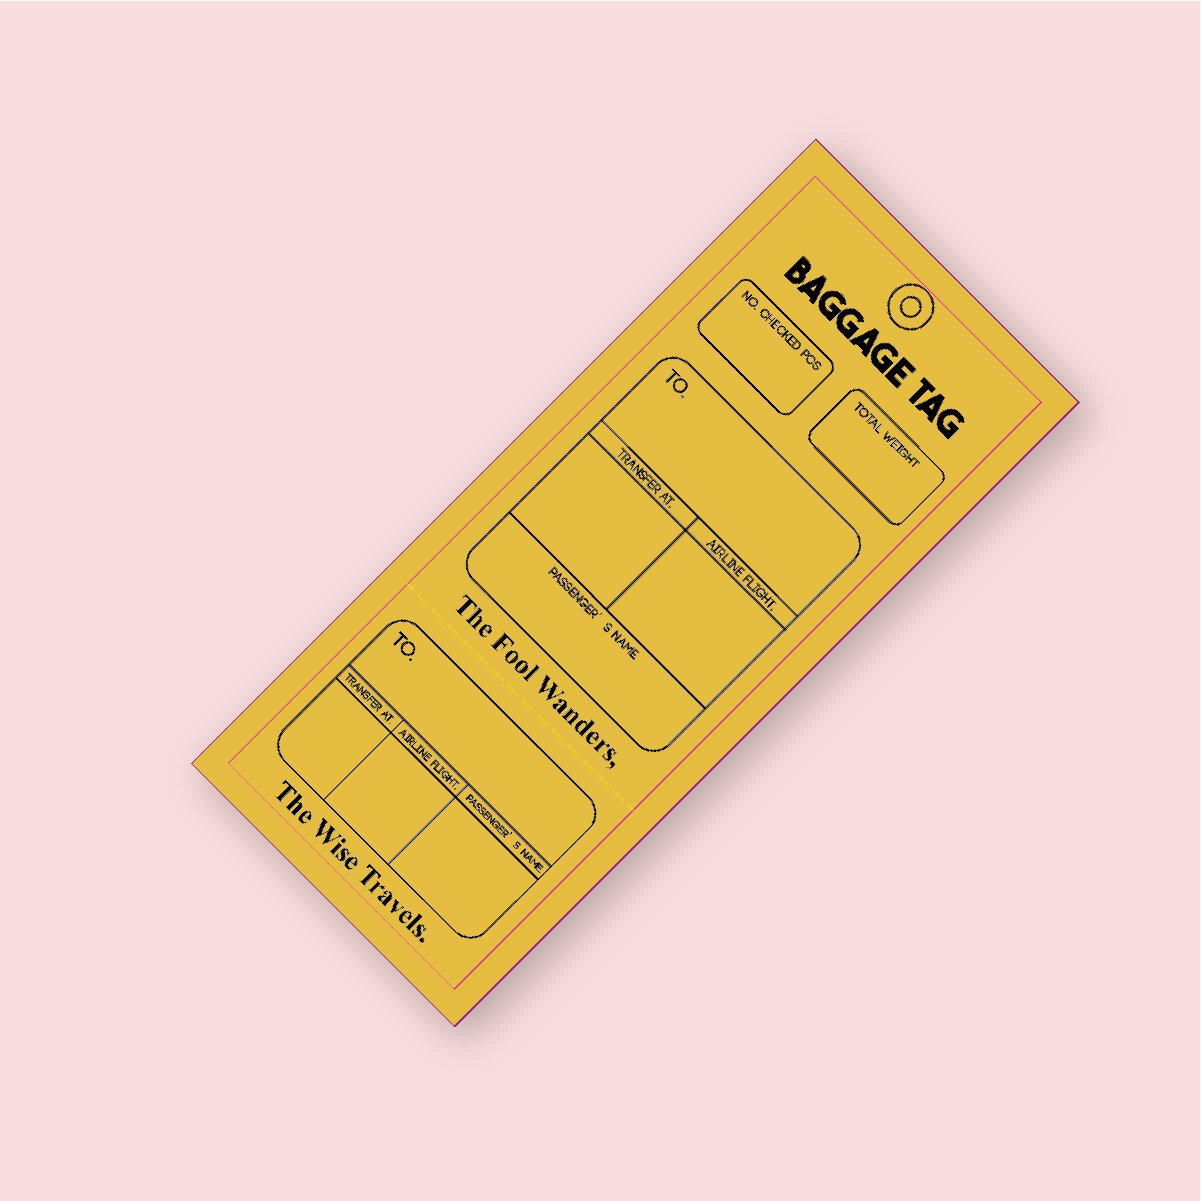 BAGGAGE TAG
NO. CHECKED PCS
TOTAL WEIGHT
TO.
TRANSFER AT.
AIRLINE FLIGHT.
PASSENGER' S NAME
The Fool Wanders,
TO.
TRANSFER AT.
AIRLINE FLIGHT.
PASSENGER' S NAME
The Wise Travels.